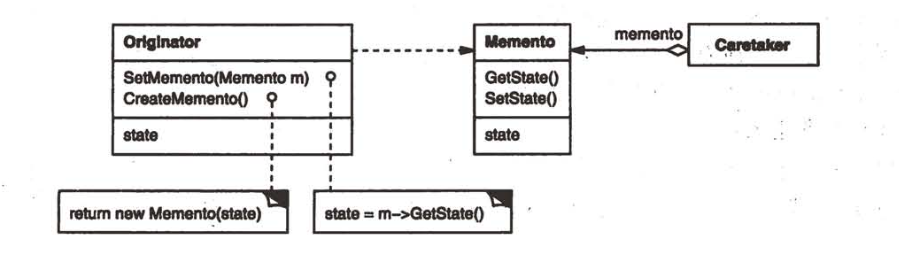 Originator
SetMemento(Memento m)
CreateMemento()
state
Memento
GetState()
SetState()
state
memento
Caretaker
return new Memento(state)
state = m->GetState()